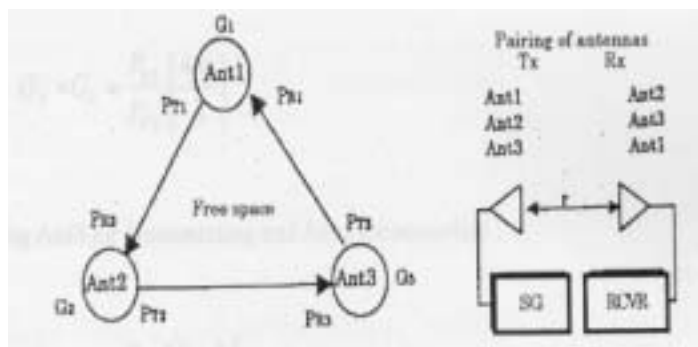 G1
Ant1
PT1
PR1
PR2
Free space
PT3
Ant2
G2
PT2
Ant3
G3
PR3
Pairing of antennas
Tx Rx
Ant1 Ant2
Ant2 Ant3
Ant3 Ant1
r
SG
RCVR